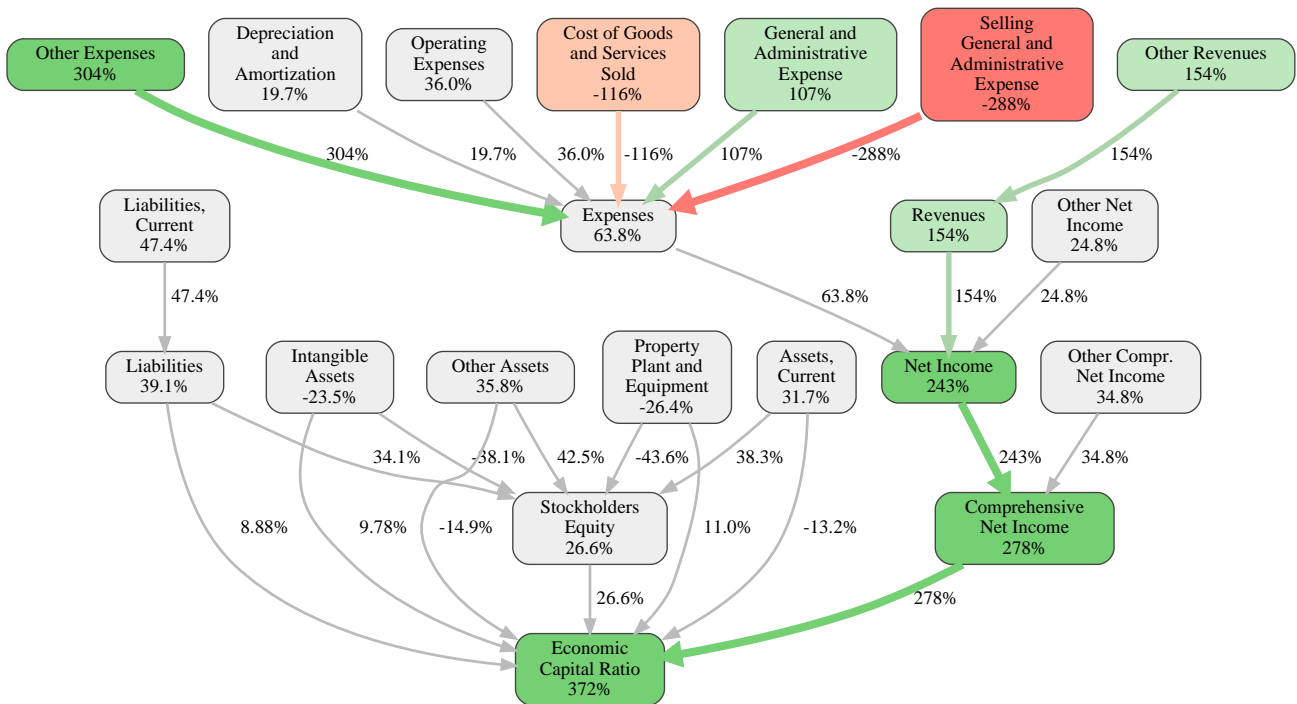 Other Expenses
304%
Depreciation
and
Amortization
19.7%
Operating
Expenses
36.0%
Cost of Goods
and Services
Sold
-116%
General and
Administrative
Expense
107%
Selling
General and
Administrative
Expense
-288%
Other Revenues
154%
304%
19.7%
36.0%
-116%
107%
-288%
154%
Liabilities,
Current
47.4%
Expenses
63.8%
Revenues
154%
Other Net
Income
24.8%
47.4%
63.8%
154%
24.8%
Liabilities
39.1%
Intangible
Assets
-23.5%
Other Assets
35.8%
Property
Plant and
Equipment
-26.4%
Assets,
Current
31.7%
Net Income
243%
Other Compr.
Net Income
34.8%
34.1%
-38.1%
42.5%
-43.6%
38.3%
243%
34.8%
8.88%
9.78%
-14.9%
Stockholders
Equity
26.6%
11.0%
-13.2%
Comprehensive
Net Income
278%
26.6%
278%
Economic
Capital Ratio
372%